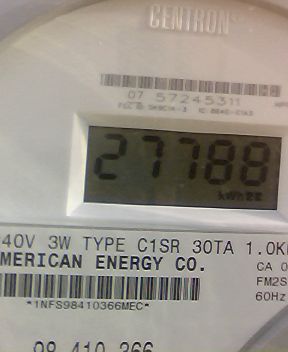 CENTRON
07 57245311
27788
kWh
40V 3W TYPE C1SR 30TA 1.0K
MERICAN ENERGY CO.
CA 0
FM2S
*1NFS98410366MEC*
60Hz
98 410 366